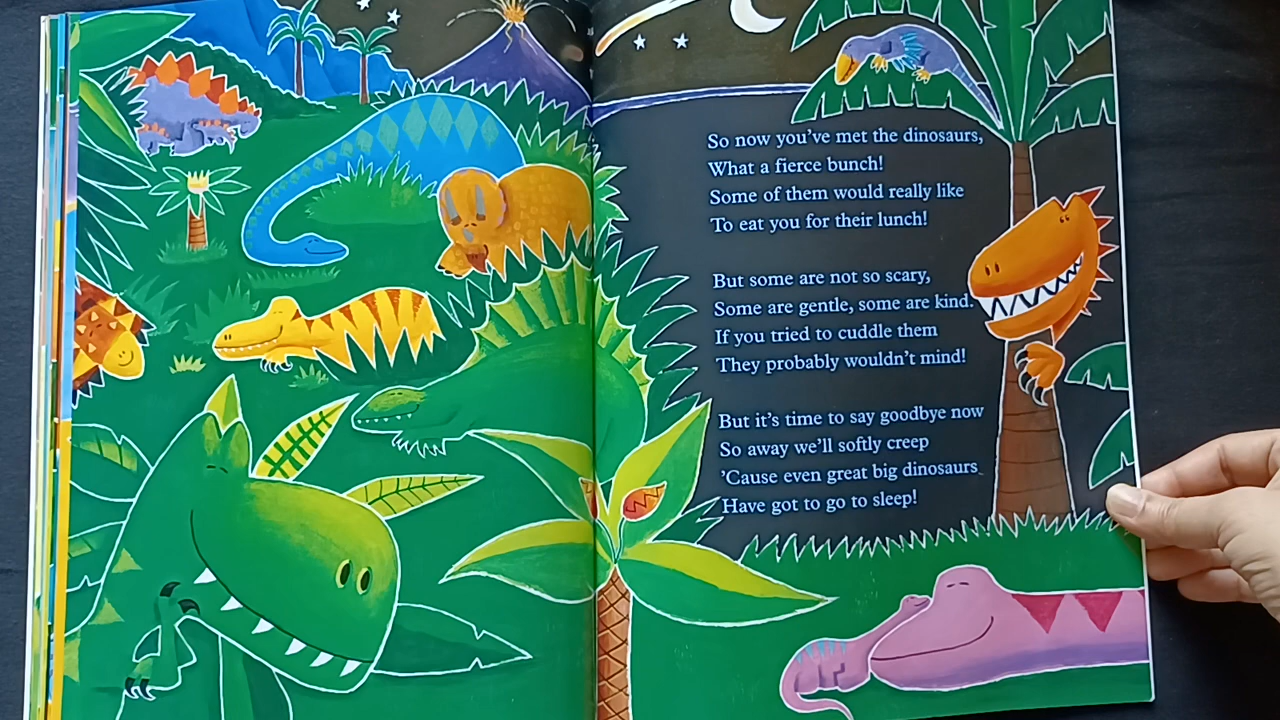 So now you've met the dinosaurs,
What a fierce bunch!
Some of them would really like
To eat you for their lunch!
But some are not so scary,
Some are gentle, some are kind.
If you tried to cuddle them
They probably wouldn't mind!
But it's time to say goodbye now
So away we'll softly creep
'Cause even great big dinosaurs
Have got to go to sleep!